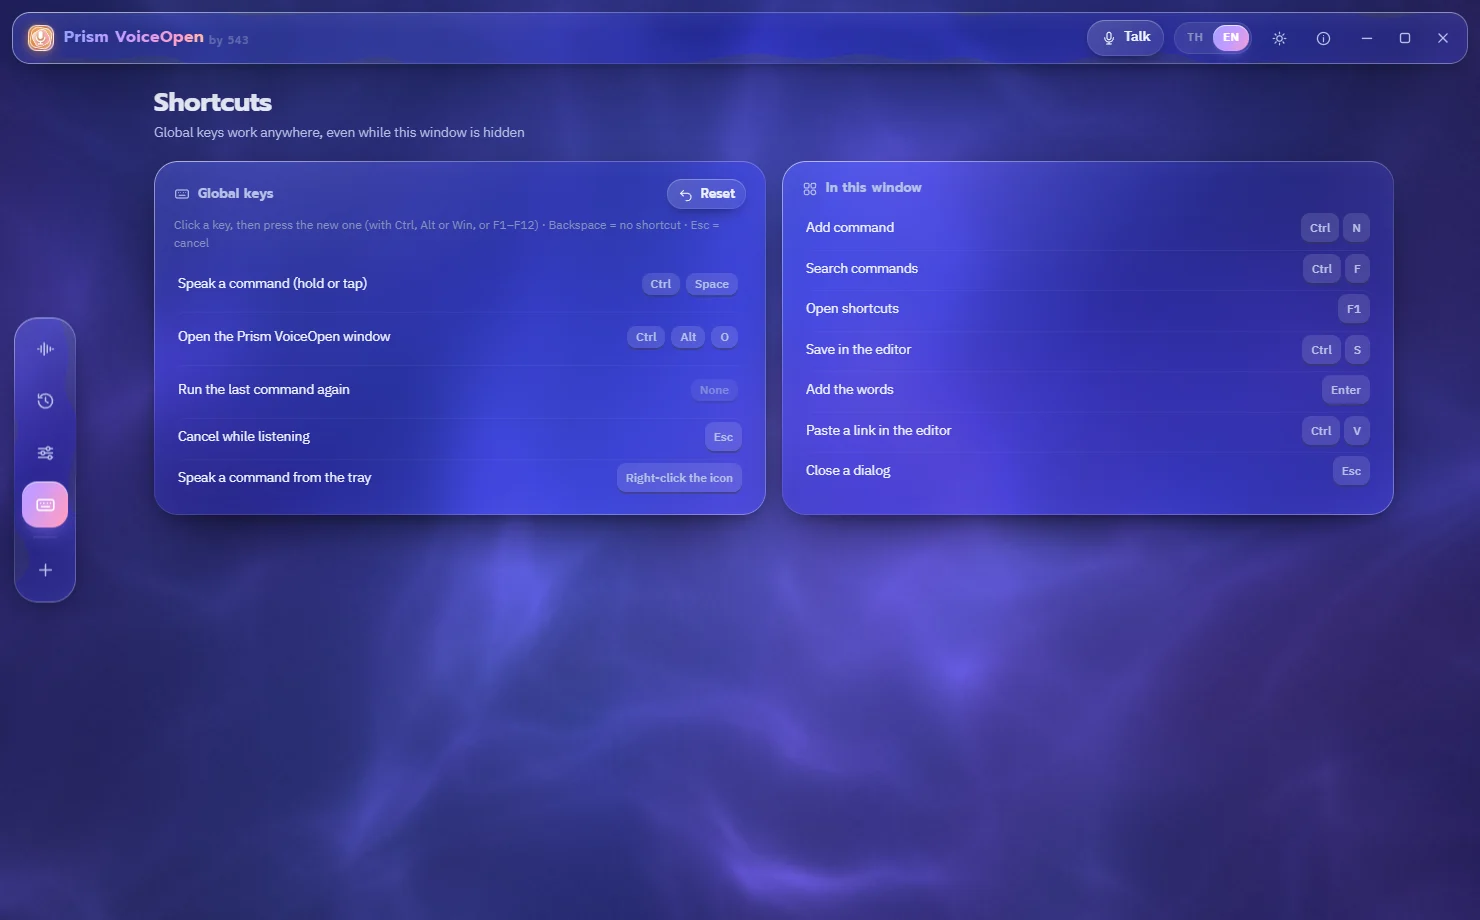 Prism VoiceOpen by 543
Talk
TH EN
Shortcuts
Global keys work anywhere, even while this window is hidden
Global keys
Reset
Click a key, then press the new one (with Ctrl, Alt or Win, or F1–F12) · Backspace = no shortcut · Esc =
cancel
Speak a command (hold or tap) Ctrl Space
Open the Prism VoiceOpen window Ctrl Alt O
Run the last command again None
Cancel while listening Esc
Speak a command from the tray Right-click the icon
In this window
Add command Ctrl N
Search commands Ctrl F
Open shortcuts F1
Save in the editor Ctrl S
Add the words Enter
Paste a link in the editor Ctrl V
Close a dialog Esc